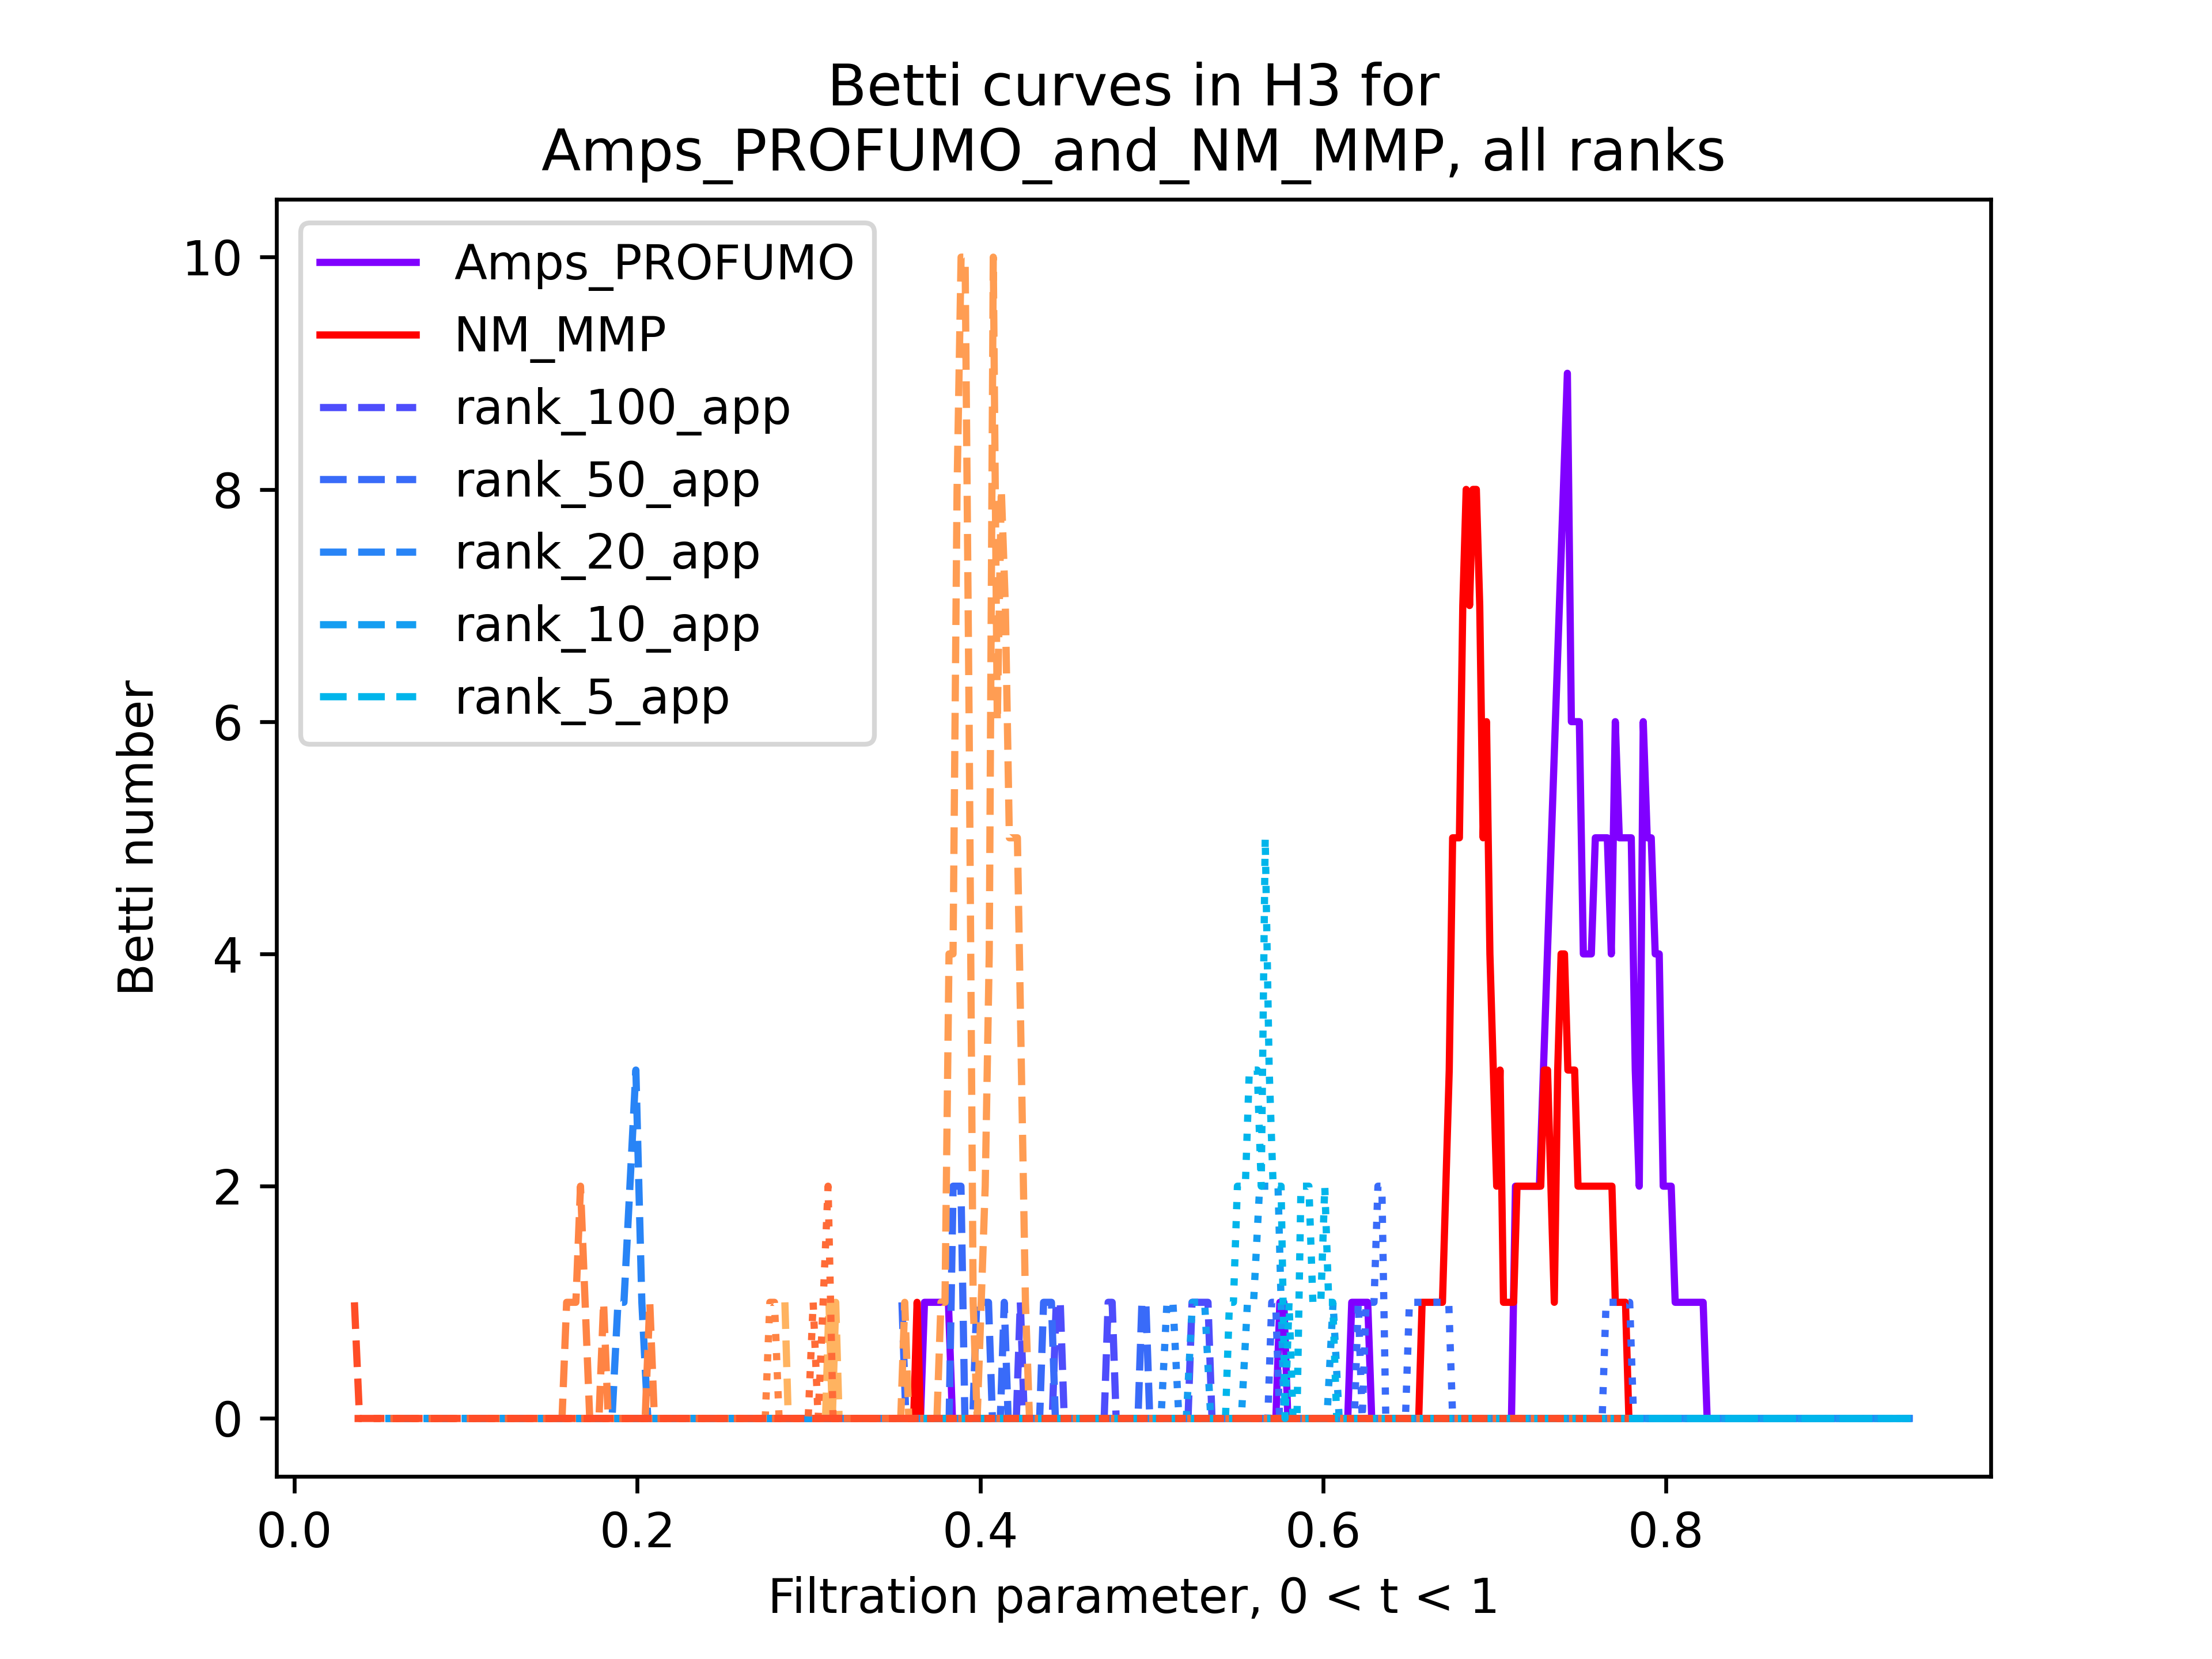 Betti curves in H3 for
Amps_PROFUMO_and_NM_MMP, all ranks
Amps_PROFUMO
NM_MMP
rank_100_app
rank_50_app
rank_20_app
rank_10_app
rank_5_app
10
8
6
4
2
0
Betti number
0.0 0.2 0.4 0.6 0.8
Filtration parameter, 0 < t < 1